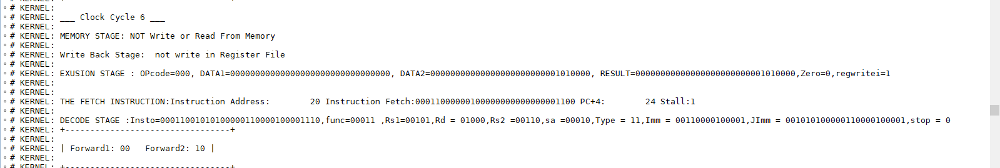 # KERNEL:
# KERNEL: ___ Clock Cycle 6 ___
# KERNEL:
# KERNEL: MEMORY STAGE: NOT Write or Read From Memory
# KERNEL:
# KERNEL: Write Back Stage:  not write in Register File
# KERNEL:
# KERNEL: EXUSION STAGE : OPcode=000, DATA1=00000000000000000000000000000000, DATA2=00000000000000000000000001010000, RESULT=00000000000000000000000001010000,Zero=0,regwritei=1
# KERNEL:
# KERNEL:
# KERNEL: THE FETCH INSTRUCTION:Instruction Address:        20 Instruction Fetch:00011000000100000000000000001100 PC+4:        24 Stall:1
# KERNEL:
# KERNEL: DECODE STAGE :Insto=00011001010100000110000100001110,func=00011 ,Rs1=00101,Rd = 01000,Rs2 =00110,sa =00010,Type = 11,Imm = 00110000100001,JImm = 001010100000110000100001,stop = 0
# KERNEL: +---------------------------------+
# KERNEL:
# KERNEL: | Forward1: 00   Forward2: 10 |
# KERNEL:
# KERNEL: +---------------------------------+